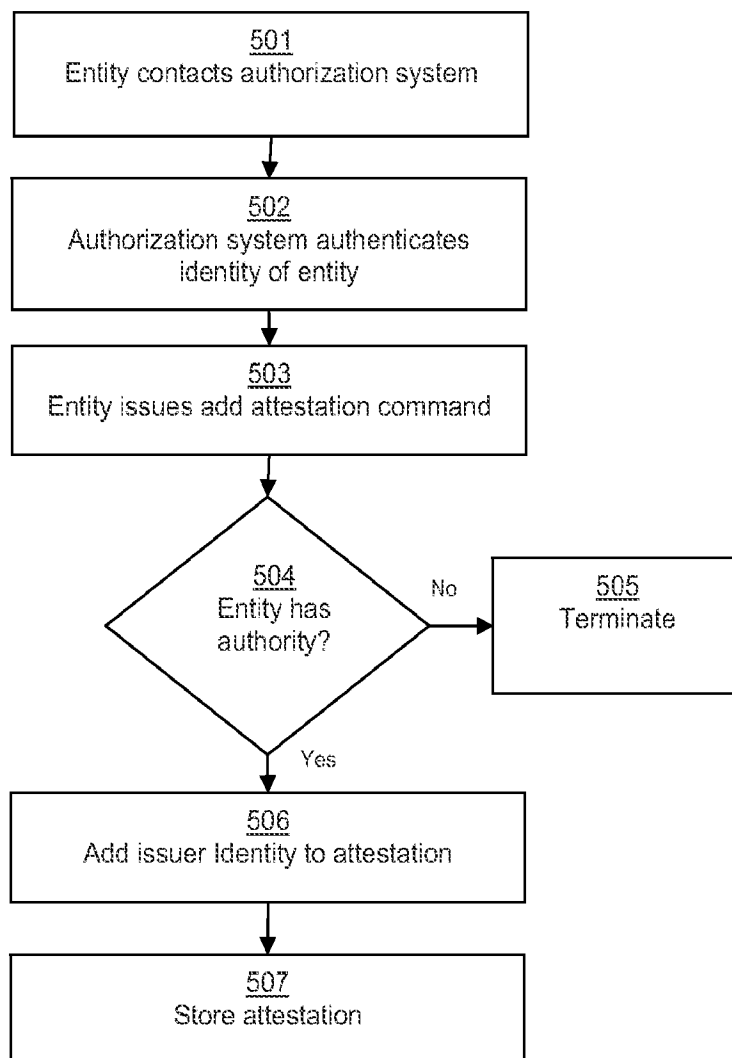 501
Entity contacts authorization system
502
Authorization system authenticates
identity of entity
503
Entity issues add attestation command
504
Entity has
authority?
No
505
Terminate
Yes
506
Add issuer Identity to attestation
507
Store attestation